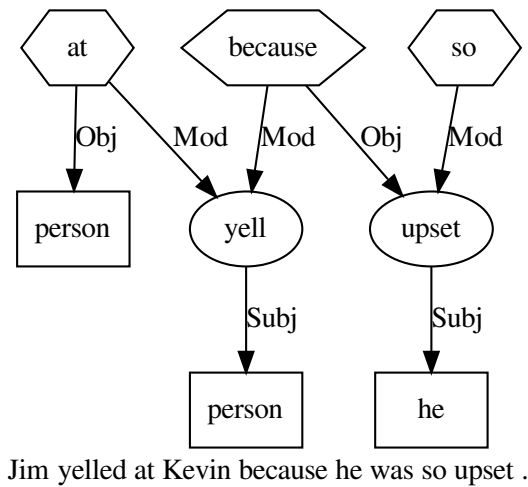 at because so
Obj Mod Mod Obj Mod
person yell upset
Subj Subj
person he
Jim yelled at Kevin because he was so upset .